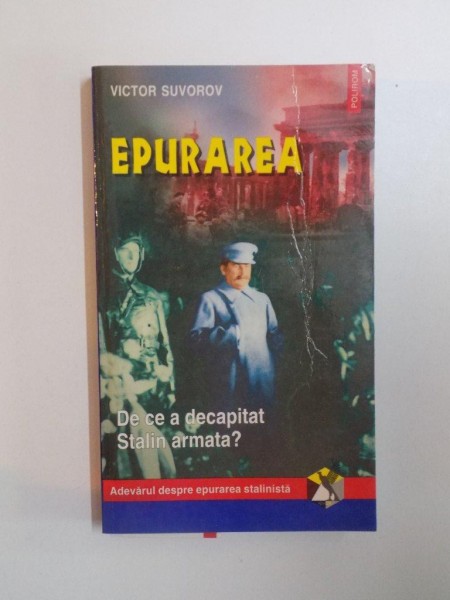 VICTOR SUVOROV
POLIROM
EPURAREA
De ce a decapitat
Stalin armata?
Adevărul despre epurarea stalinistă